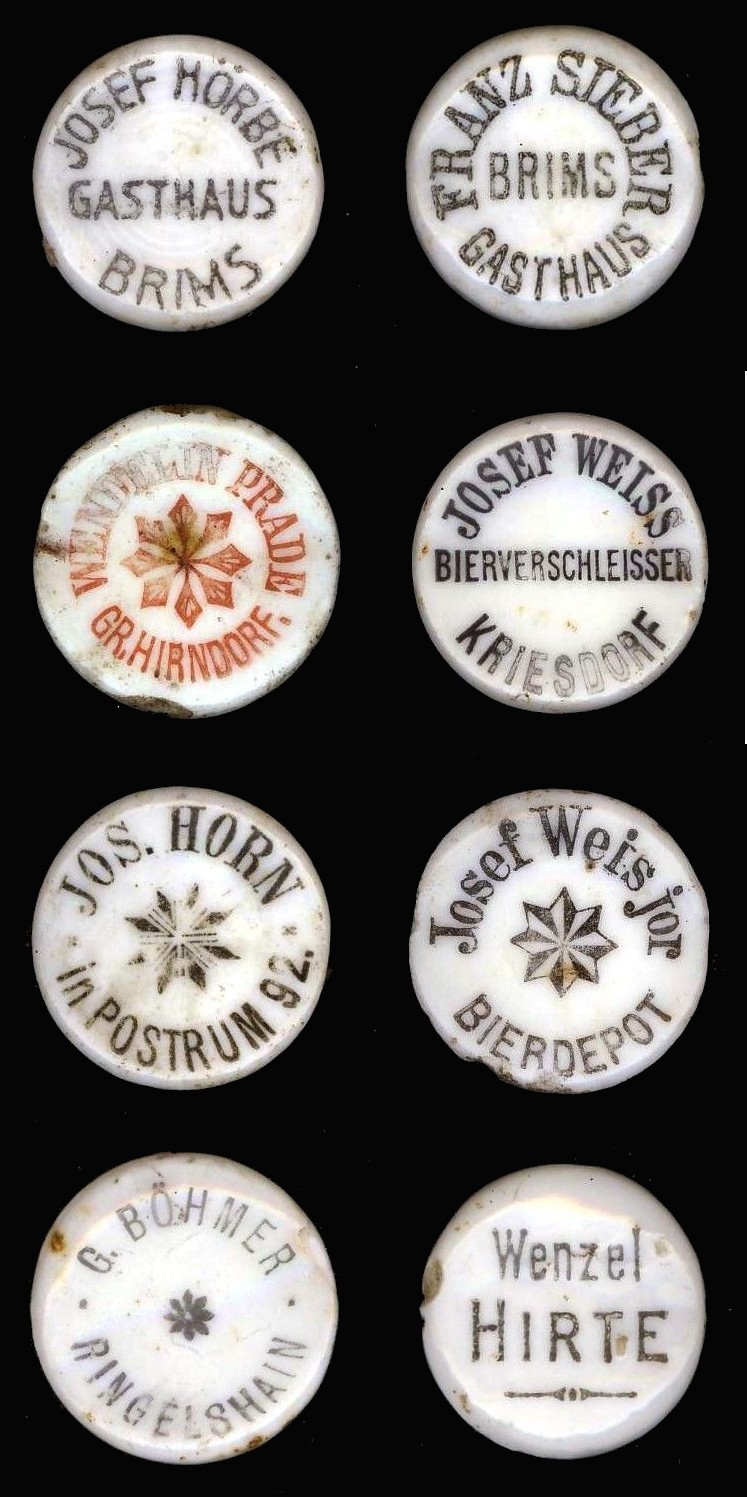 JOSEF HÖRBE
GASTHAUS
BRIMS
FRANZ SIEBER
BRIMS
GASTHAUS
WENDELIN PRADE
GR.HIRNDORF.
JOSEF WEISS
BIERVERSCHLEISSER
KRIESDORF
JOS. HORN
in POSTRUM 92.
Josef Weis jor
BIERDEPOT
G. BÖHMER
RINGELSHAIN
Wenzel
HIRTE